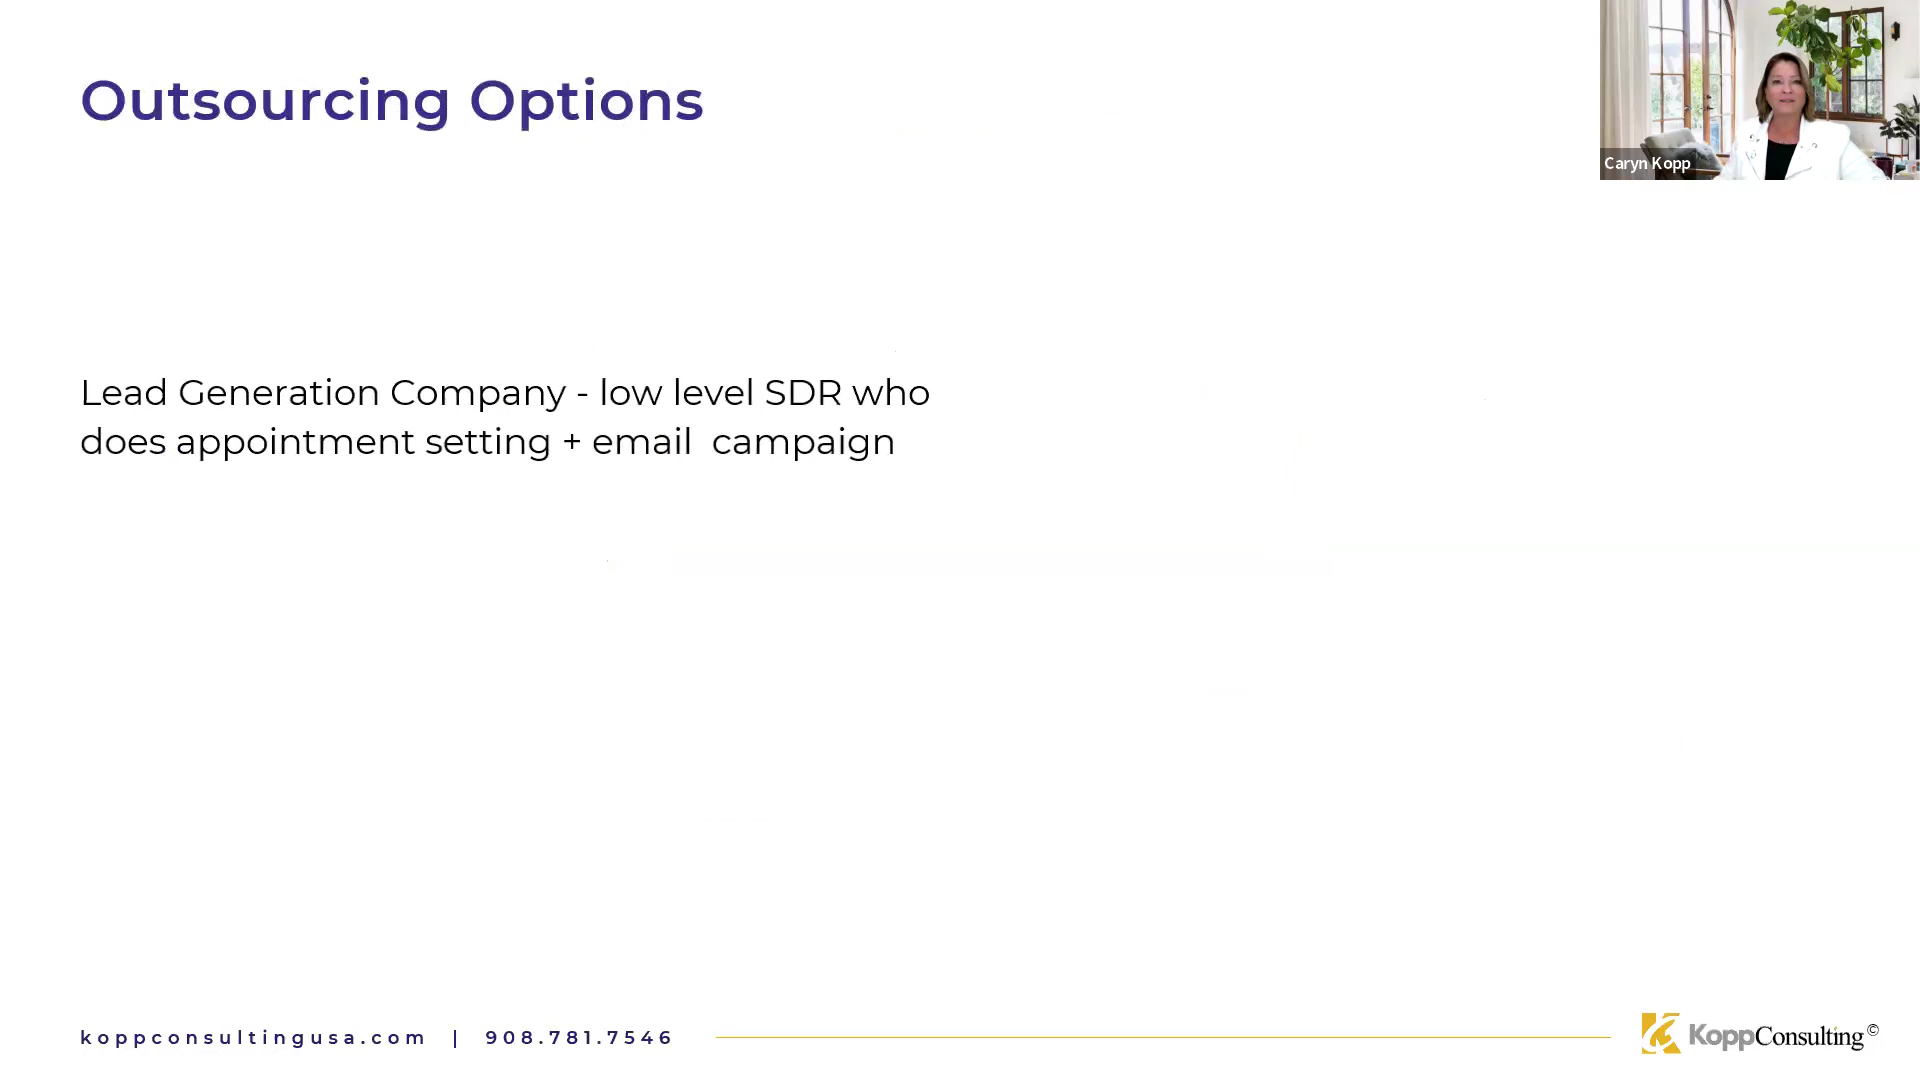 Outsourcing Options
Caryn Kopp
Lead Generation Company - low level SDR who
does appointment setting + email  campaign
koppconsultingusa.com | 908.781.7546
KoppConsulting©